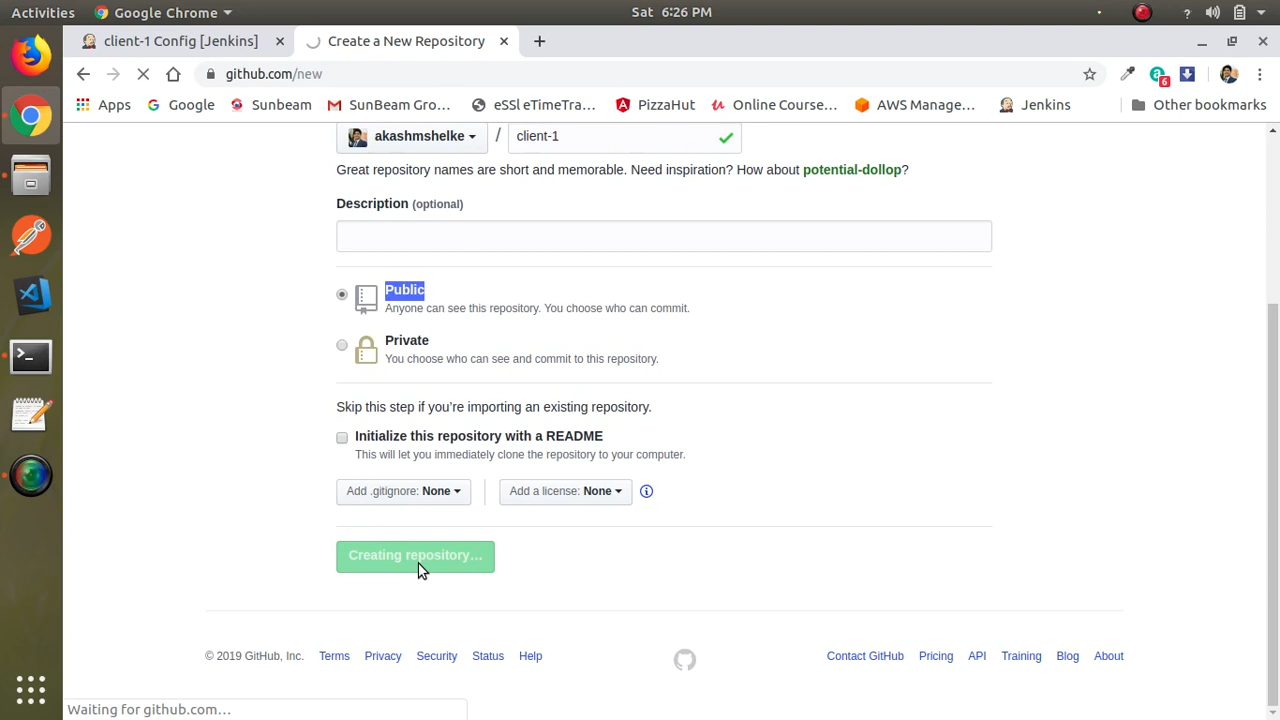 Activities
Google Chrome
Sat 6:26 PM
?
client-1 Config [Jenkins]
Create a New Repository
github.com/new
6
Apps
Google
Sunbeam
SunBeam Gro...
eSSl eTimeTra...
PizzaHut
Online Course...
AWS Manage...
Jenkins
Other bookmarks
akashmshelke / client-1
Great repository names are short and memorable. Need inspiration? How about potential-dollop?
Description (optional)
Public
Anyone can see this repository. You choose who can commit.
Private
You choose who can see and commit to this repository.
Skip this step if you're importing an existing repository.
Initialize this repository with a README
This will let you immediately clone the repository to your computer.
Add .gitignore: None
Add a license: None
Creating repository...
© 2019 GitHub, Inc.
Terms
Privacy
Security
Status
Help
Contact GitHub
Pricing
API
Training
Blog
About
Waiting for github.com...